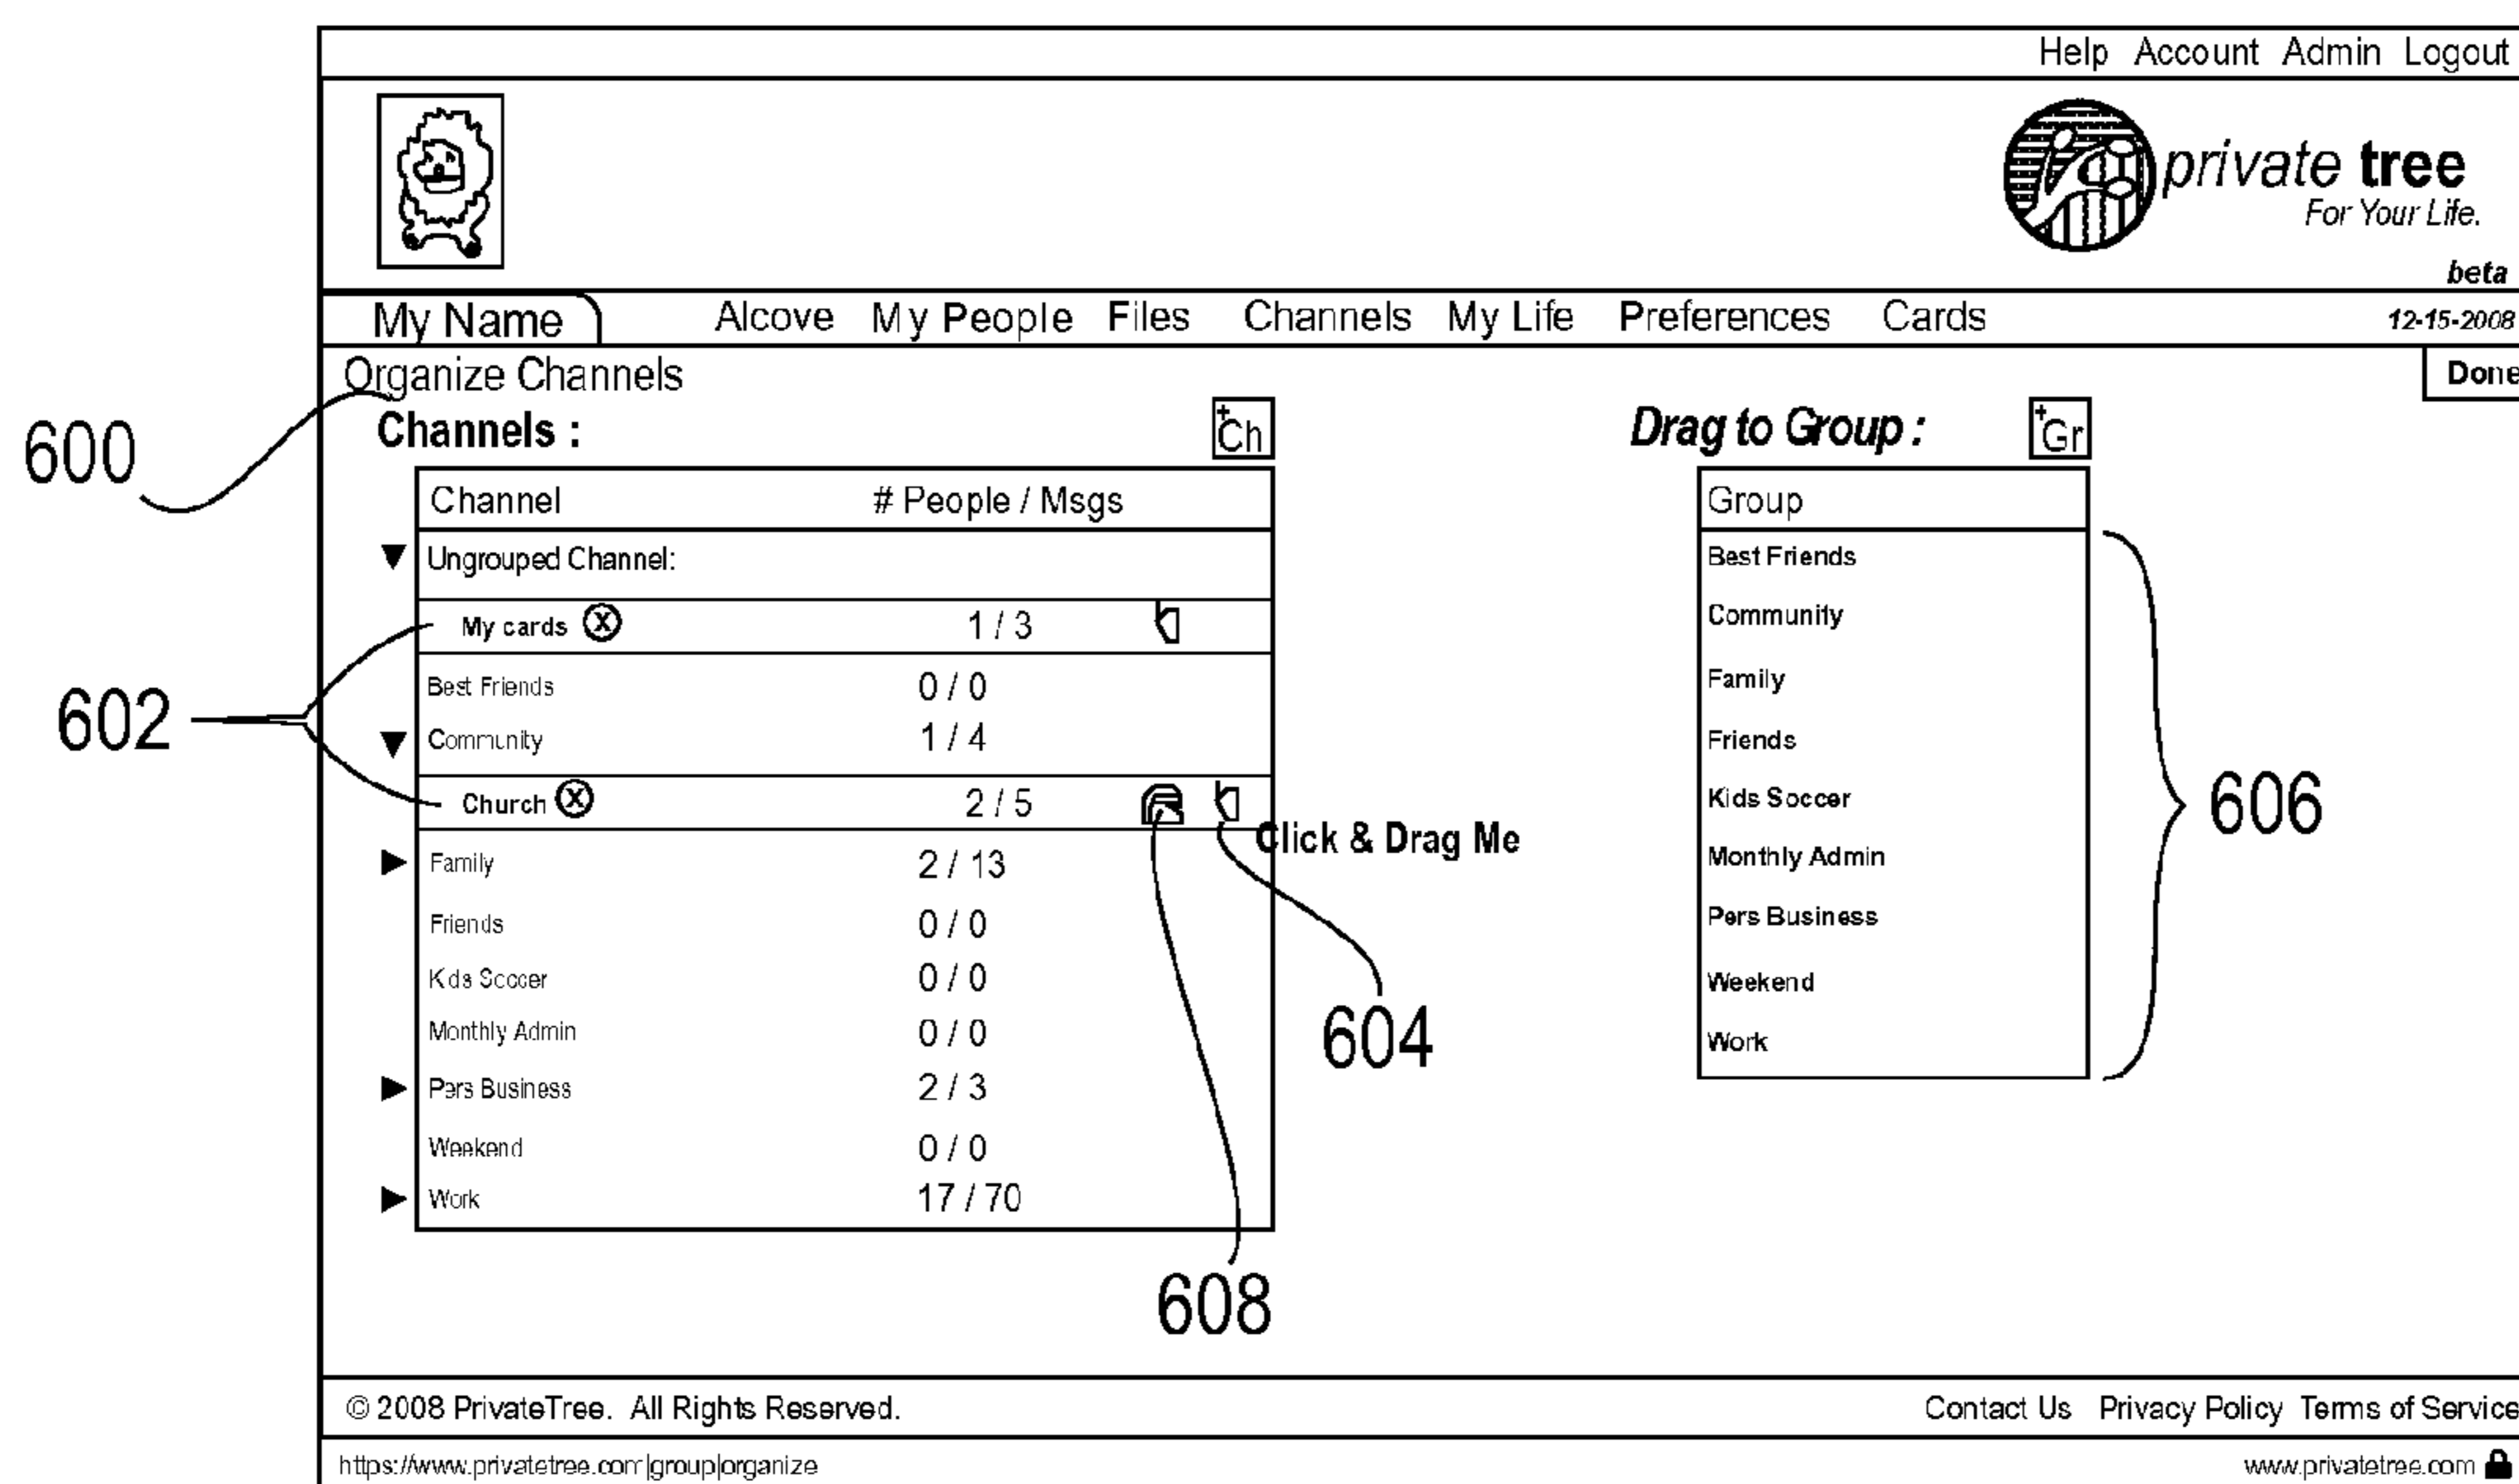 Help Account Admin Logout
private tree
For Your Life.
beta
My Name Alcove My People Files Channels My Life Preferences Cards 12-15-2008
Organize Channels Done
600
Channels : +Ch Drag to Group : +Gr
Channel # People / Msgs Group
Ungrouped Channel: Best Friends
My cards X 1 / 3 Community
Best Friends 0 / 0 Family
602
Community 1 / 4 Friends
Church X 2 / 5 Kids Soccer
606
Click & Drag Me
Family 2 / 13 Monthly Admin
Friends 0 / 0 Pers Business
Kids Soccer 0 / 0 Weekend
Monthly Admin 0 / 0 Work
604
Pers Business 2 / 3
Weekend 0 / 0
Work 17 / 70
608
© 2008 PrivateTree. All Rights Reserved. Contact Us Privacy Policy Terms of Service
https://www.privatetree.com|group|organize www.privatetree.com